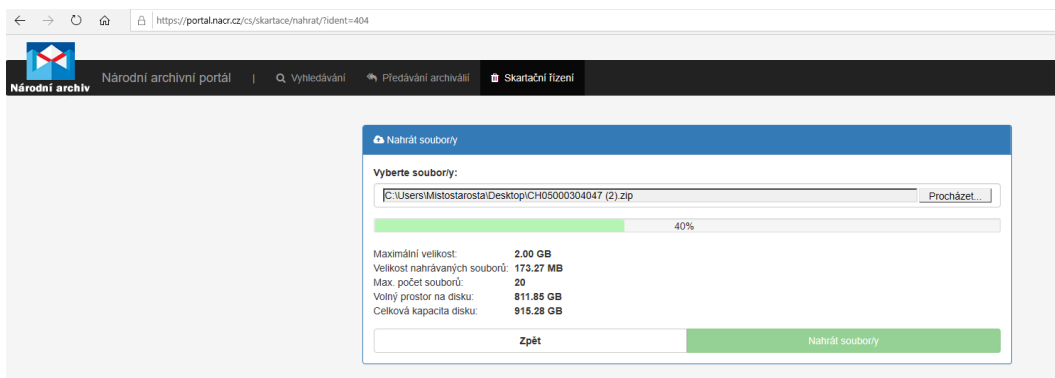 https://portal.nacr.cz/cs/skartace/nahrat/?ident=404
Národní archiv
Národní archivní portál | Vyhledávání Předávání archiválií Skartační řízení
Nahrát soubor/y
Vyberte soubor/y:
C:\Users\Mistostarosta\Desktop\CH05000304047 (2).zip Procházet...
40%
Maximální velikost: 2.00 GB
Velikost nahrávaných souborů: 173.27 MB
Max. počet souborů: 20
Volný prostor na disku: 811.85 GB
Celková kapacita disku: 915.28 GB
Zpět Nahrát soubor/y